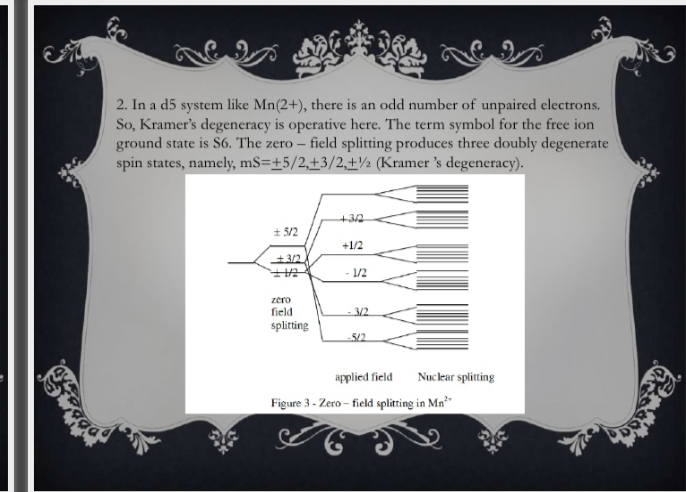 2. In a d5 system like Mn(2+), there is an odd number of unpaired electrons.
So, Kramer's degeneracy is operative here. The term symbol for the free ion
ground state is S6. The zero – field splitting produces three doubly degenerate
spin states, namely, mS=±5/2,±3/2,±½ (Kramer 's degeneracy).
± 5/2
± 3/2
± 1/2
zero
field
splitting
+3/2
+1/2
- 1/2
- 3/2
-5/2
applied field Nuclear splitting
Figure 3 - Zero – field splitting in Mn²⁺